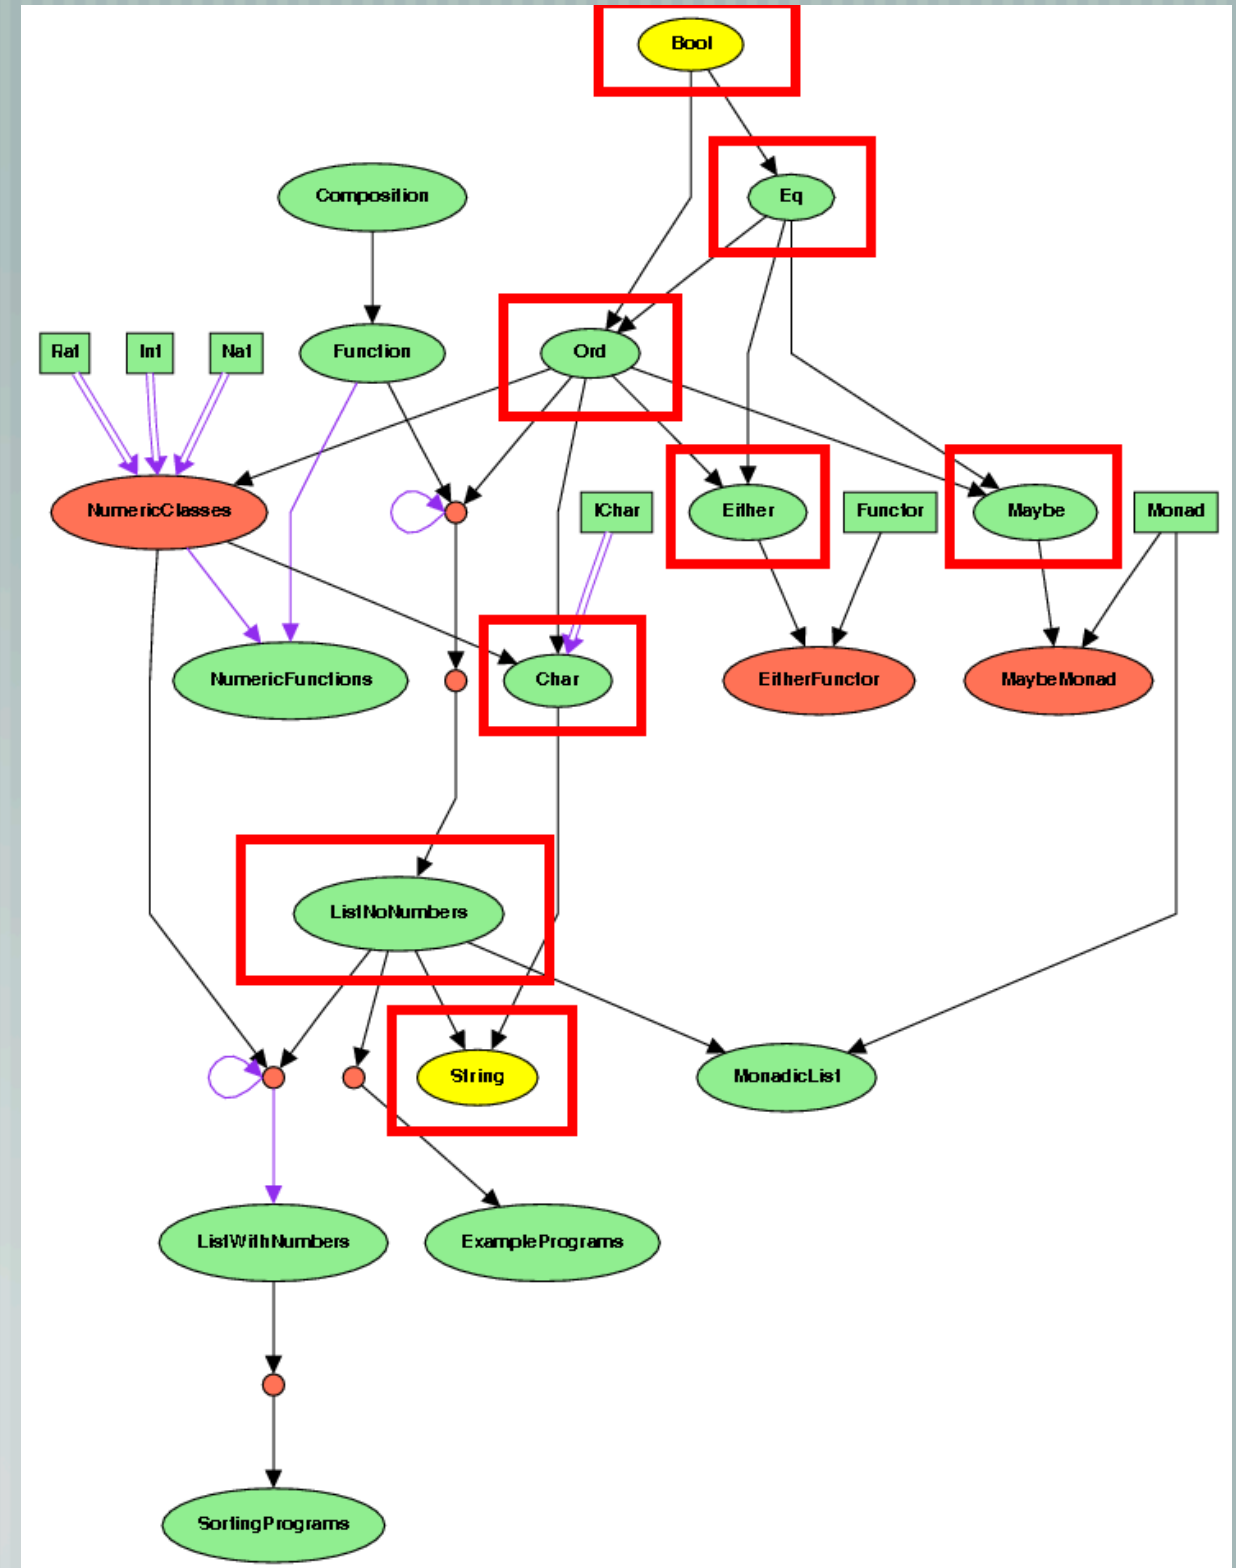 Bool
Composition
Eq
Rat
Int
Nat
Function
Ord
NumericClasses
IChar
Either
Functor
Maybe
Monad
NumericFunctions
Char
EitherFunctor
MaybeMonad
ListNoNumbers
String
MonadicList
ListWithNumbers
ExamplePrograms
SortingPrograms